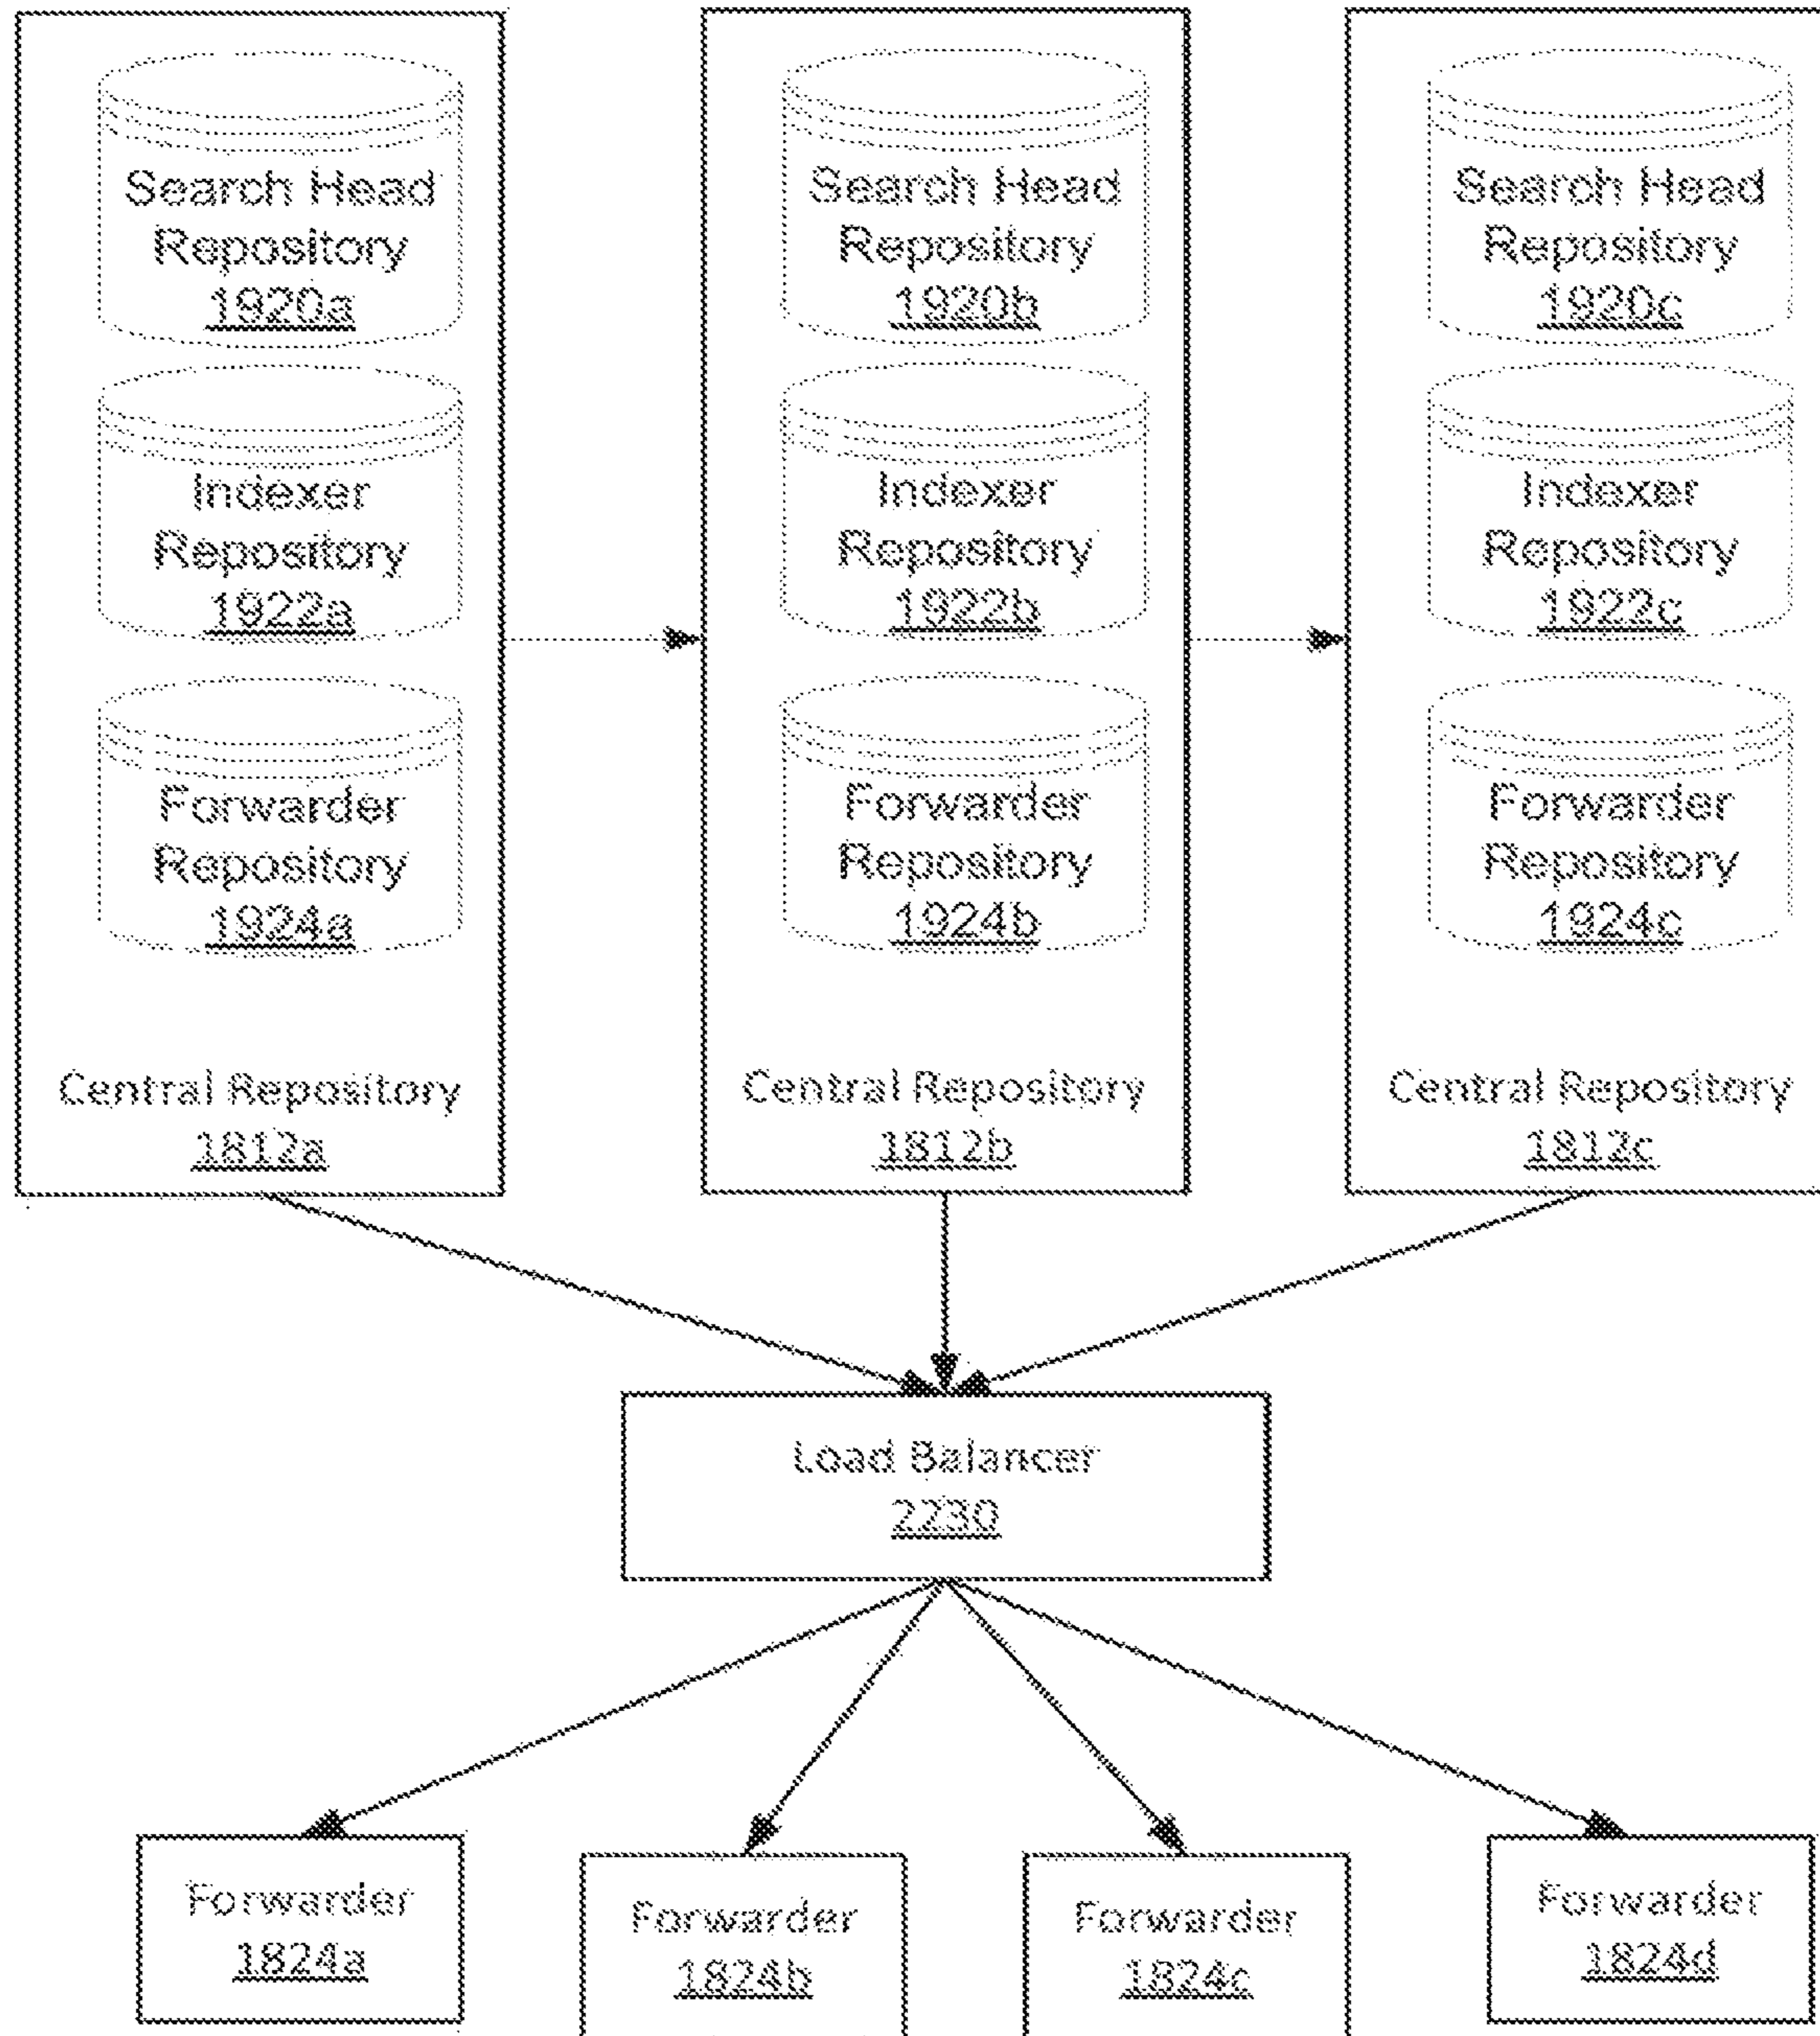 Search Head
Repository
1920a
Indexer
Repository
1922a
Forwarder
Repository
1924a
Central Repository
1812a
Search Head
Repository
1920b
Indexer
Repository
1922b
Forwarder
Repository
1924b
Central Repository
1812b
Search Head
Repository
1920c
Indexer
Repository
1922c
Forwarder
Repository
1924c
Central Repository
1812c
Load Balancer
2230
Forwarder
1824a
Forwarder
1824b
Forwarder
1824c
Forwarder
1824d